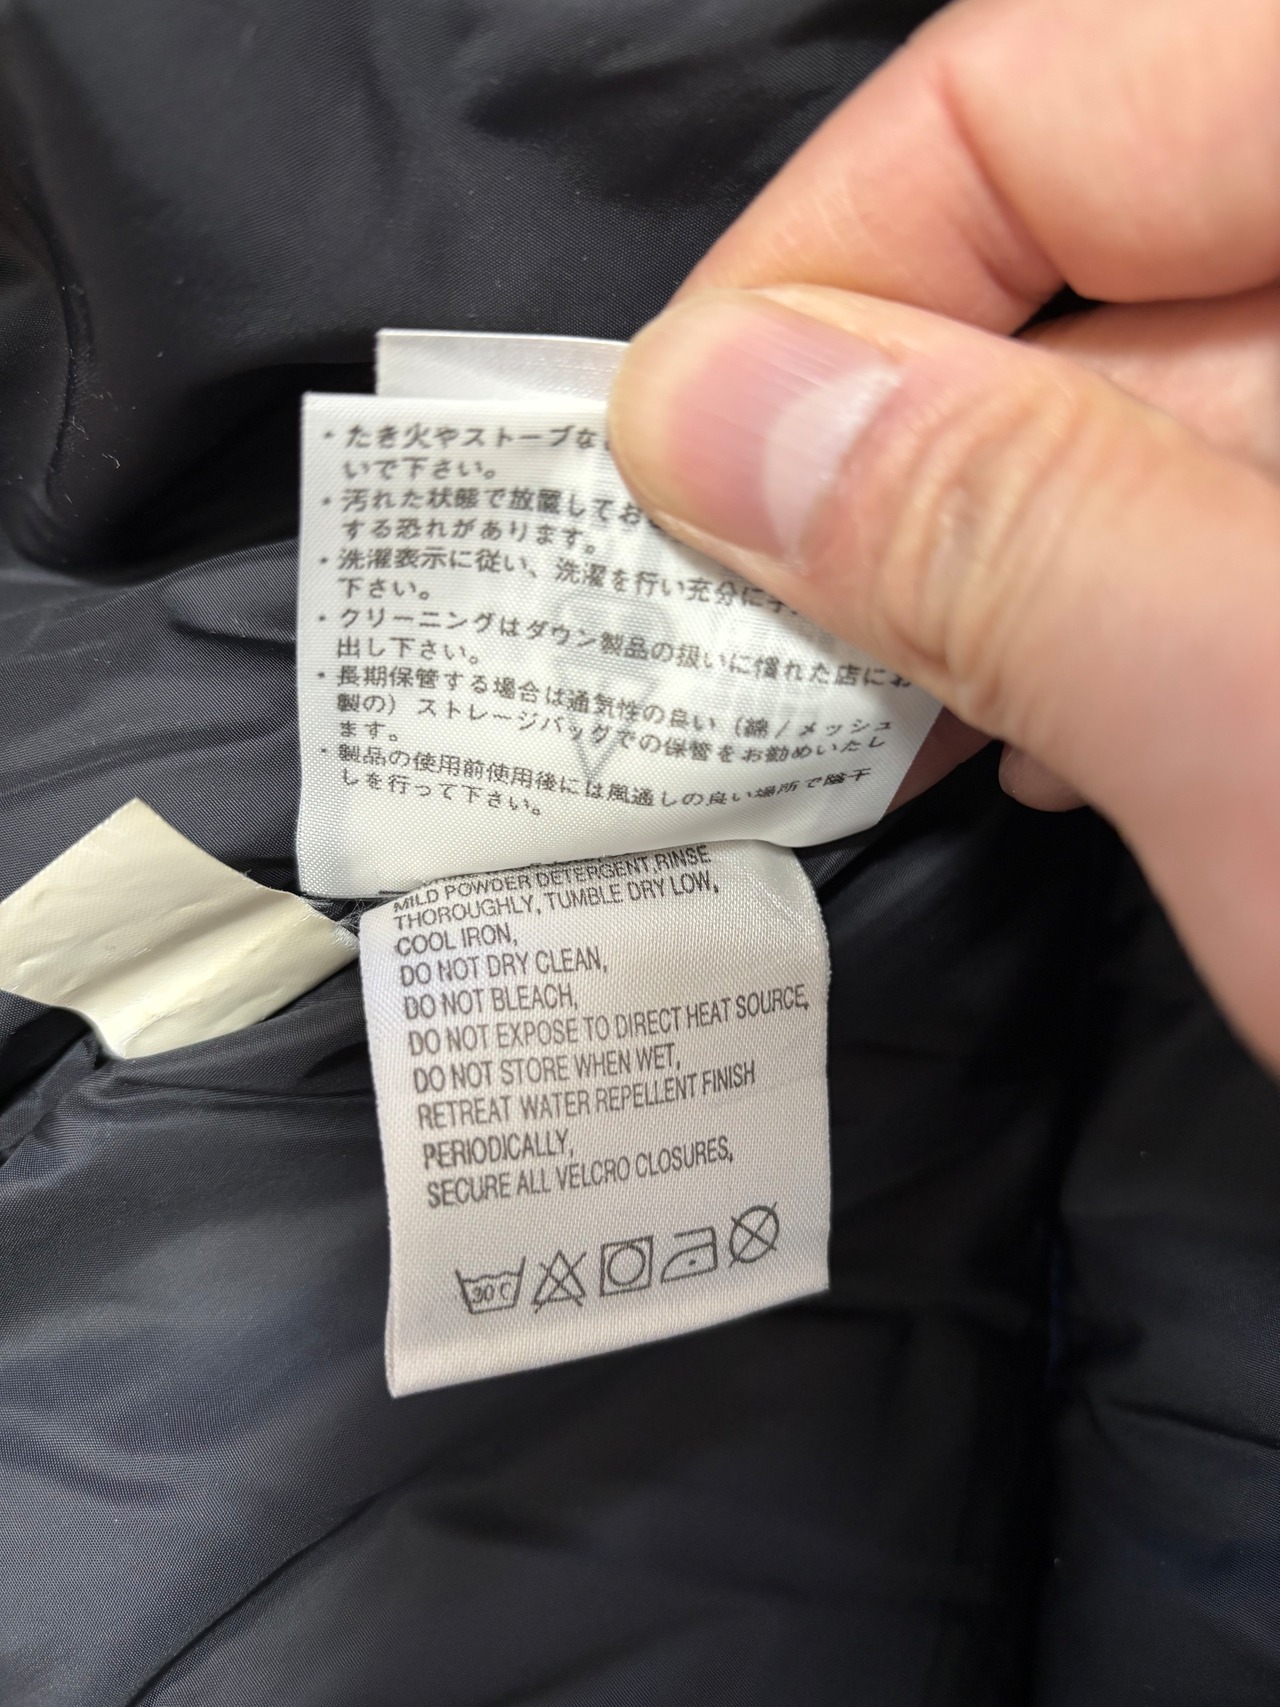 ・たき火やストーブな
いで下さい。
・汚れた状態で放置してお
する恐れがあります。
・洗濯表示に従い、洗濯を行い充分に
下さい。
・クリーニングはダウン製品の扱いに慣れた店にお
出し下さい。
・長期保管する場合は通気性の良い（綿／メッシュ
製の）ストレージバッグでの保管をお勧めいたし
ます。
・製品の使用前使用後には風通しの良い場所で陰干
しを行って下さい。
MILD POWDER DETERGENT,RINSE
THOROUGHLY, TUMBLE DRY LOW,
COOL IRON,
DO NOT DRY CLEAN,
DO NOT BLEACH,
DO NOT EXPOSE TO DIRECT HEAT SOURCE,
DO NOT STORE WHEN WET,
RETREAT WATER REPELLENT FINISH
PERIODICALLY,
SECURE ALL VELCRO CLOSURES,
30℃